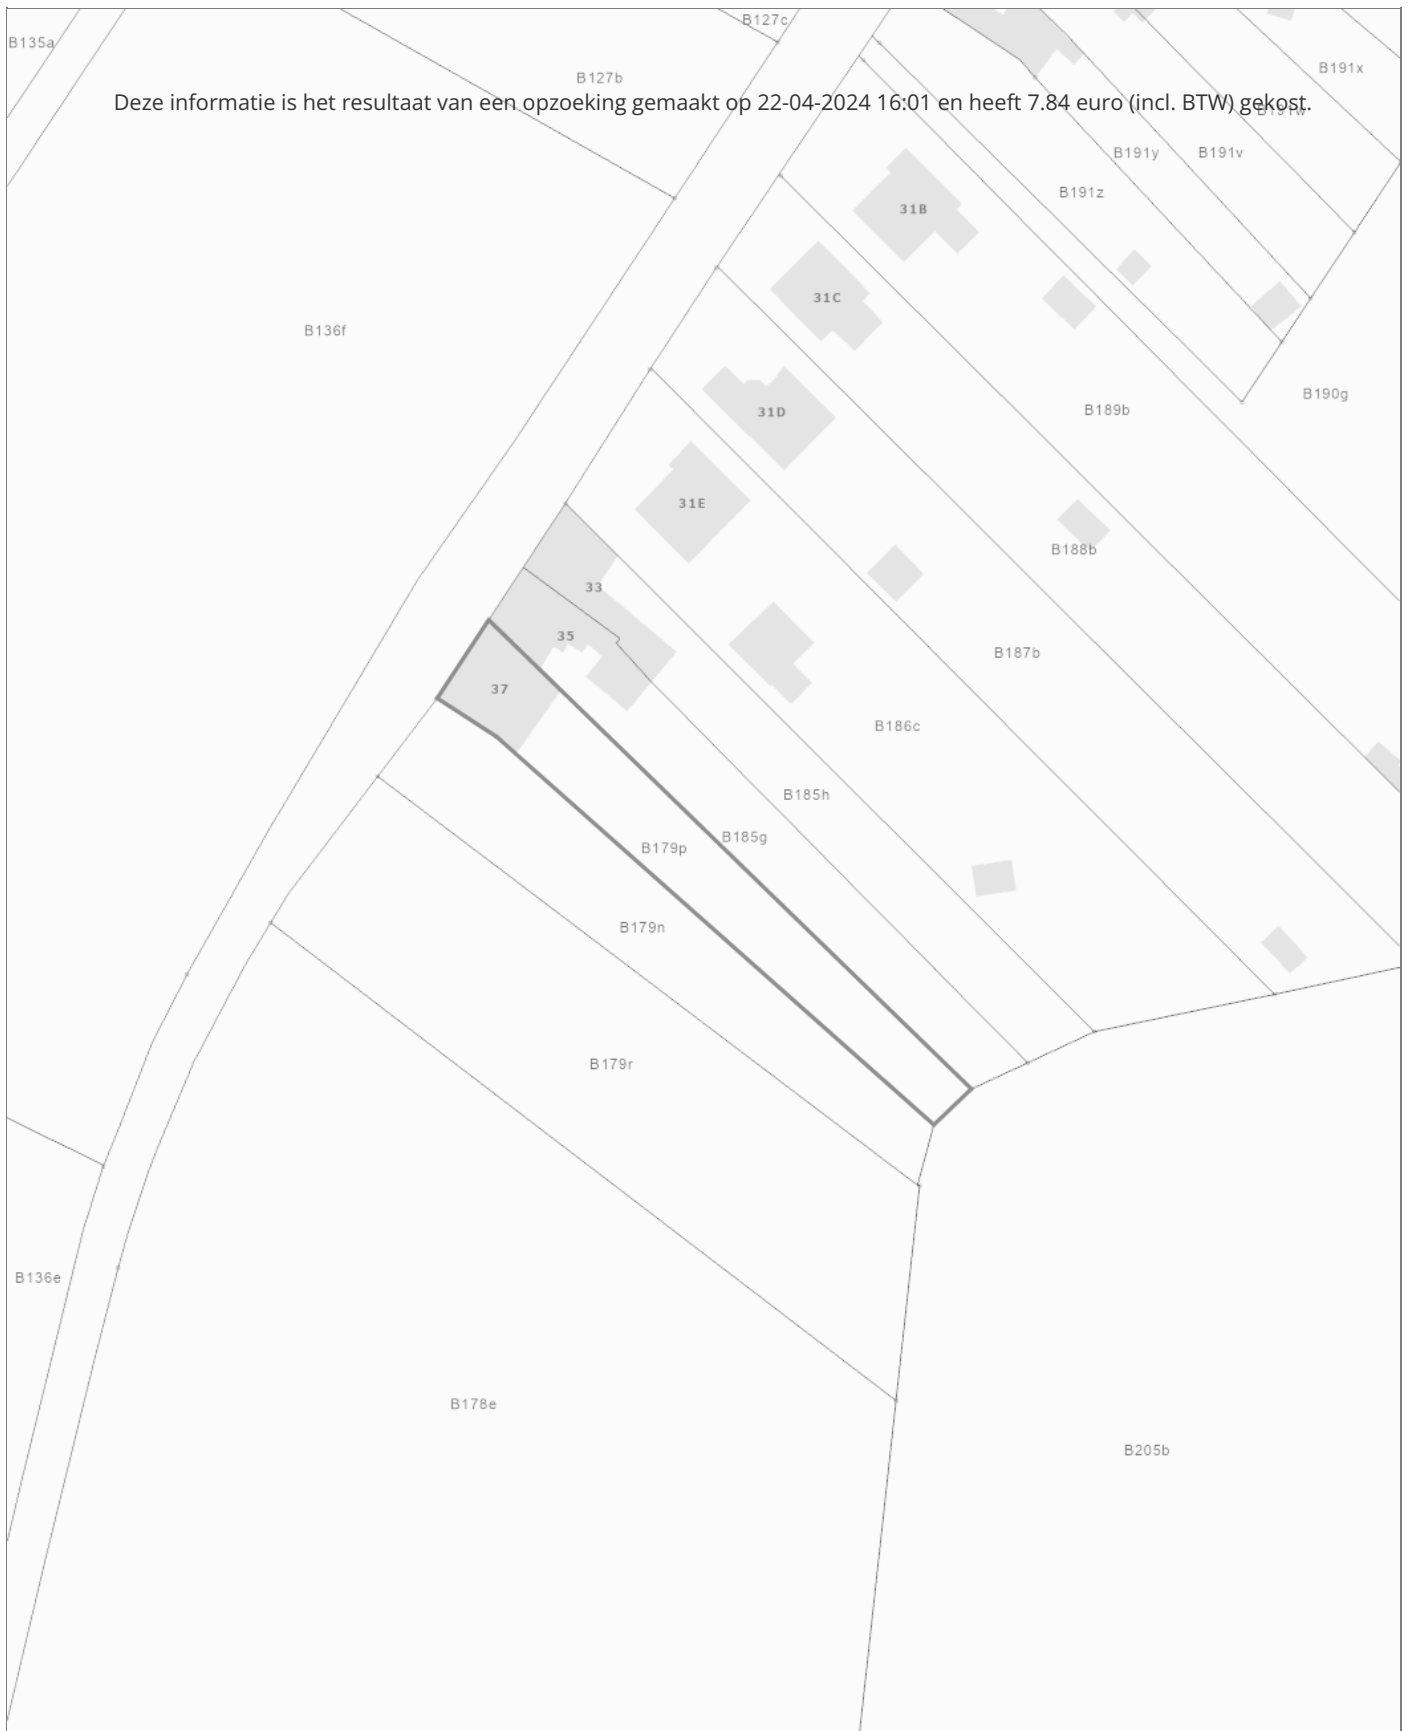 B127c
B135a
B191x
B127b
Deze informatie is het resultaat van een opzoeking gemaakt op 22-04-2024 16:01 en heeft 7.84 euro (incl. BTW) gekost.
B191w
B191y
B191v
B191z
31B
31C
B136f
B190g
B189b
31D
31E
B188b
33
35
B187b
37
B186c
B185h
B185g
B179p
B179n
B179r
B136e
B178e
B205b